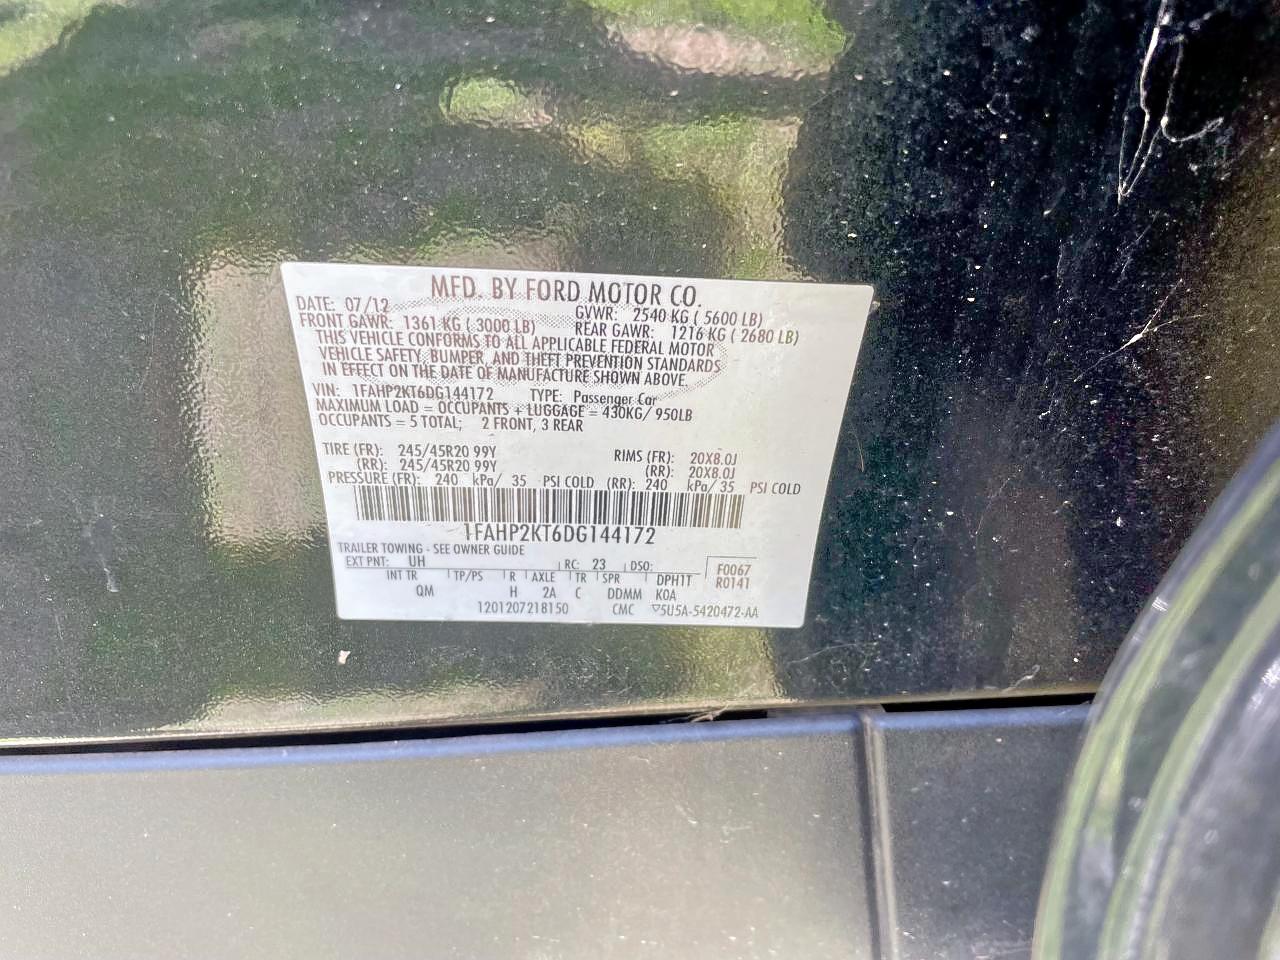 MFD. BY FORD MOTOR CO.
DATE: 07/12 GVWR: 2540 KG ( 5600 LB)
FRONT GAWR: 1361 KG ( 3000 LB) REAR GAWR: 1216 KG ( 2680 LB)
THIS VEHICLE CONFORMS TO ALL APPLICABLE FEDERAL MOTOR
VEHICLE SAFETY, BUMPER, AND THEFT PREVENTION STANDARDS
IN EFFECT ON THE DATE OF MANUFACTURE SHOWN ABOVE.
VIN: 1FAHP2KT6DG144172 TYPE: Passenger Car
MAXIMUM LOAD = OCCUPANTS + LUGGAGE = 430KG/ 950LB
OCCUPANTS = 5 TOTAL; 2 FRONT, 3 REAR
TIRE (FR): 245/45R20 99Y RIMS (FR): 20X8.0J
(RR): 245/45R20 99Y (RR): 20X8.0J
PRESSURE (FR): 240 kPa/ 35 PSI COLD (RR): 240 kPa/ 35 PSI COLD
1FAHP2KT6DG144172
TRAILER TOWING - SEE OWNER GUIDE
EXT PNT: UH RC: 23 DSO: F0067
INT TR TP/PS R AXLE TR SPR DPH1T R0141
QM H 2A C DDMM K0A
1201207218150 CMC ▽5U5A-5420472-AA